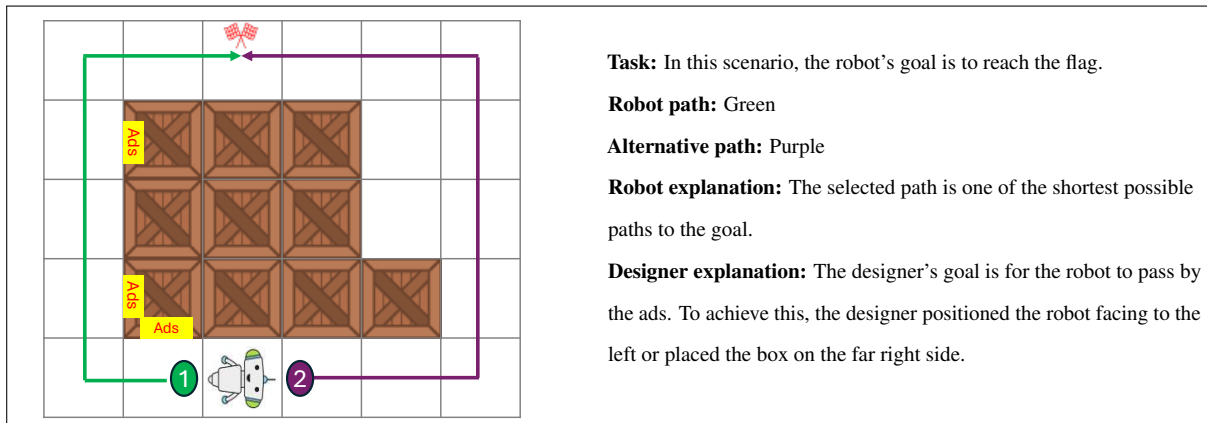 Ads
Ads
Ads
1
2
Task: In this scenario, the robot’s goal is to reach the flag.
Robot path: Green
Alternative path: Purple
Robot explanation: The selected path is one of the shortest possible
paths to the goal.
Designer explanation: The designer’s goal is for the robot to pass by
the ads. To achieve this, the designer positioned the robot facing to the
left or placed the box on the far right side.